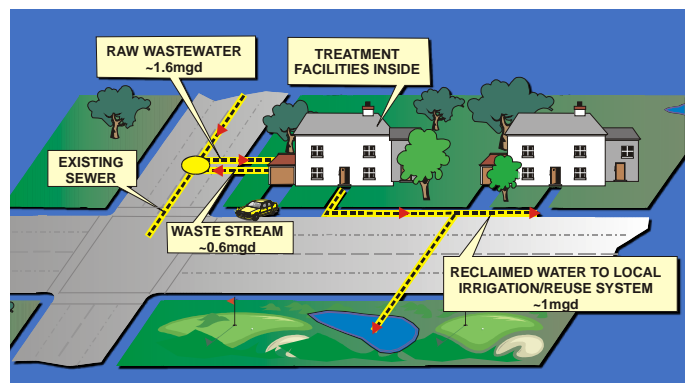 RAW WASTEWATER
~1.6mgd
TREATMENT
FACILITIES INSIDE
EXISTING
SEWER
WASTE STREAM
~0.6mgd
RECLAIMED WATER TO LOCAL
IRRIGATION/REUSE SYSTEM
~1mgd